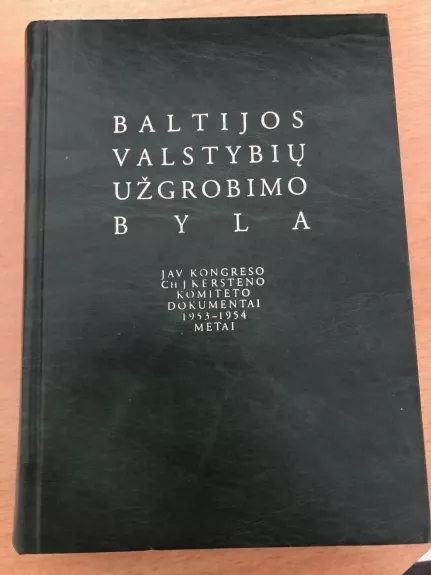 BALTIJOS
VALSTYBIŲ
UŽGROBIMO
BYLA
JAV KONGRESO
CH J KERSTENO
KOMITETO
DOKUMENTAI
1953–1954
METAI